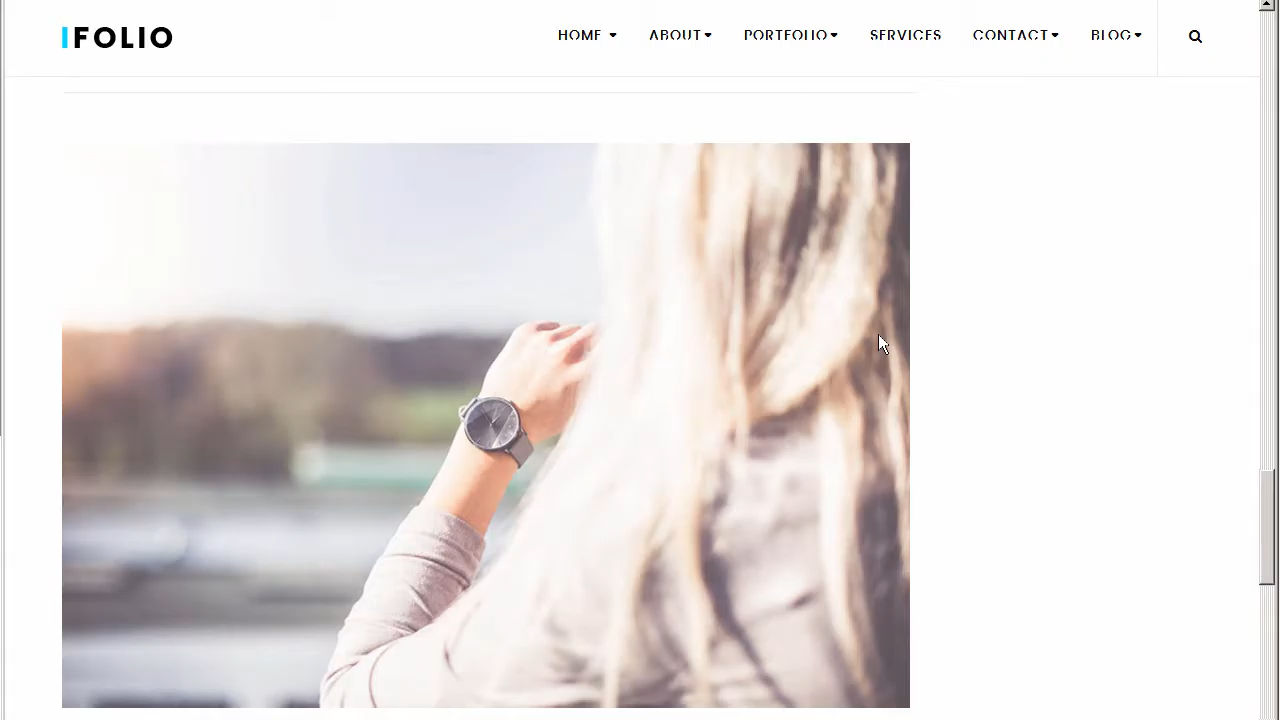 IFOLIO
HOME
ABOUT
PORTFOLIO
SERVICES
CONTACT
BLOG